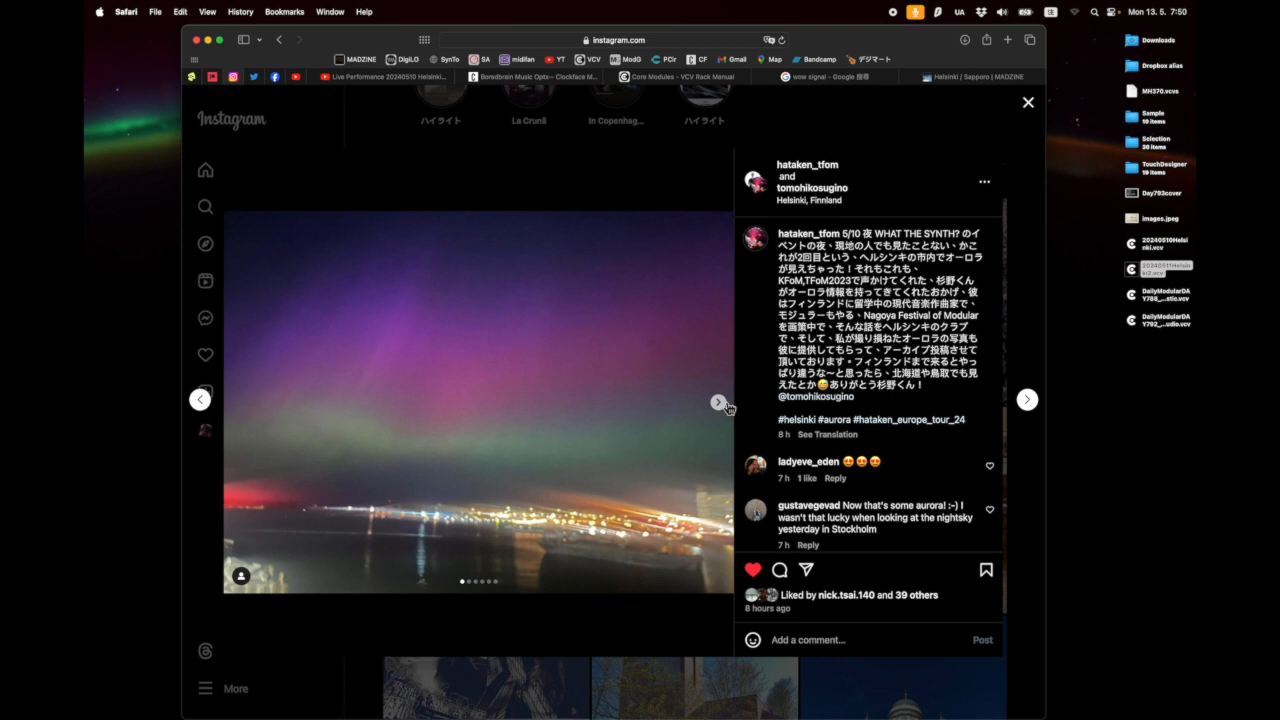 Safari File Edit View History Bookmarks Window Help
UA
Mon 13. 5. 7:50
instagram.com
MADZINE DigiLO SynTo SA midifan YT VCV ModG PCir CF Gmail Map Bandcamp デジマート
Live Performance 20240510 Helsinki...
Boredbrain Music Optx– Clockface M...
Core Modules - VCV Rack Manual
wow signal - Google 搜尋
Helsinki / Sapporo | MADZINE
Instagram
ハイライト
La Crunã
In Copenhag...
ハイライト
hataken_tfom
and
tomohikosugino
Helsinki, Finnland
hataken_tfom 5/10 夜 WHAT THE SYNTH? のイ
ベントの夜、現地の人でも見たことない、かこ
れが2回目という、ヘルシンキの市内でオーロラ
が見えちゃった！それもこれも、
KFoM,TFoM2023で声かけてくれた、杉野くん
がオーロラ情報を持ってきてくれたおかげ、彼
はフィンランドに留学中の現代音楽作曲家で、
モジュラーもやる、Nagoya Festival of Modular
を画策中で、そんな話をヘルシンキのクラブ
で、そして、私が撮り損ねたオーロラの写真も
彼に提供してもらって、アーカイブ投稿させて
頂いております。フィンランドまで来るとやっ
ぱり違うな〜と思ったら、北海道や鳥取でも見
えたとか😅ありがとう杉野くん！
@tomohikosugino
#helsinki #aurora #hataken_europe_tour_24
8 h See Translation
ladyeve_eden 😍😍😍
7 h 1 like Reply
gustavegevad Now that's some aurora! :-) I
wasn't that lucky when looking at the nightsky
yesterday in Stockholm
7 h Reply
Liked by nick.tsai.140 and 39 others
8 hours ago
Add a comment...
Post
More
Downloads
Dropbox alias
MH370.vcvs
Sample
10 items
Selection
36 items
TouchDesigner
19 items
Day793cover
images.jpeg
20240510Helsi
nki.vcv
20240511Helsin
ki2.vcv
DailyModularDA
Y788_...stic.vcv
DailyModularDA
Y792_...udio.vcv